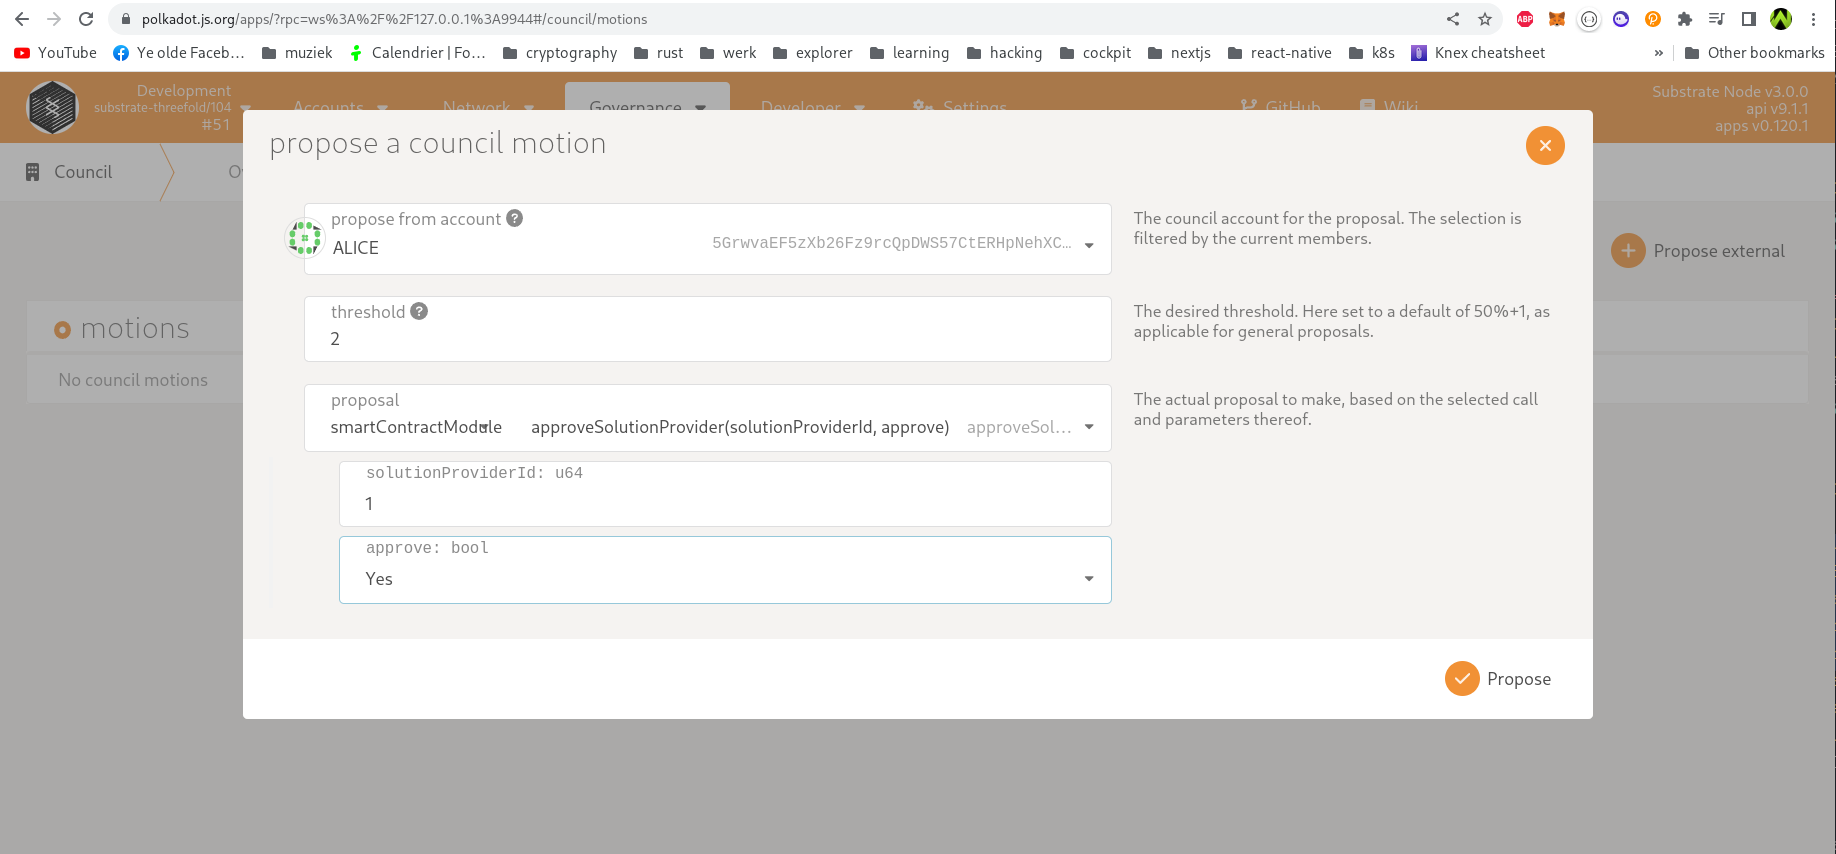 polkadot.js.org/apps/?rpc=ws%3A%2F%2F127.0.0.1%3A9944#/council/motions
YouTube Ye olde Faceb... muziek Calendrier | Fo... cryptography rust werk explorer learning hacking cockpit nextjs react-native k8s Knex cheatsheet » Other bookmarks
Development
substrate-threefold/104
#51
Accounts Network Governance Developer Settings GitHub Wiki
Substrate Node v3.0.0
api v9.1.1
apps v0.120.1
Council
propose a council motion
propose from account ?
ALICE 5GrwvaEF5zXb26Fz9rcQpDWS57CtERHpNehXC…
The council account for the proposal. The selection is
filtered by the current members.
Propose external
threshold ?
2
The desired threshold. Here set to a default of 50%+1, as
applicable for general proposals.
motions
No council motions
proposal
smartContractModule approveSolutionProvider(solutionProviderId, approve) approveSol…
The actual proposal to make, based on the selected call
and parameters thereof.
solutionProviderId: u64
1
approve: bool
Yes
Propose